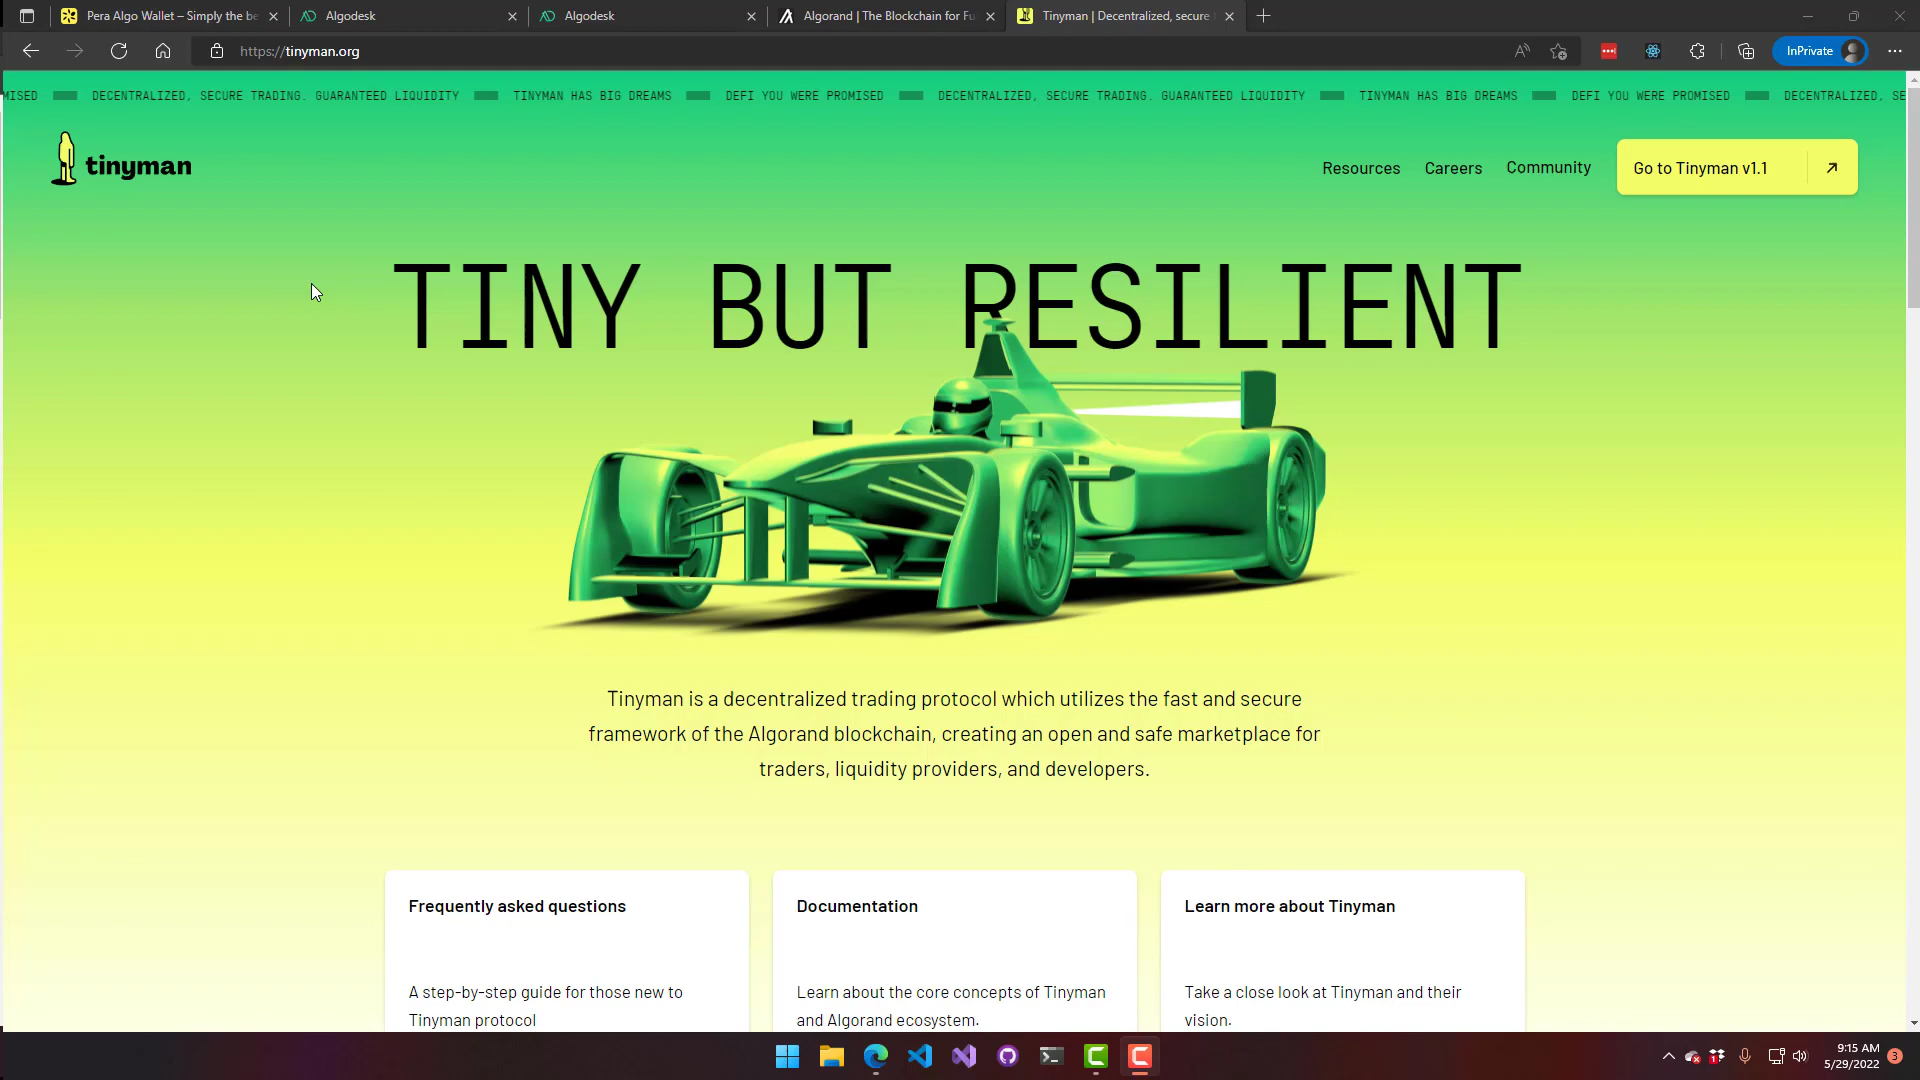 Pera Algo Wallet – Simply the be
Algodesk
Algodesk
Algorand | The Blockchain for Fu
Tinyman | Decentralized, secure
https://tinyman.org
InPrivate
MISED DECENTRALIZED, SECURE TRADING. GUARANTEED LIQUIDITY TINYMAN HAS BIG DREAMS DEFI YOU WERE PROMISED DECENTRALIZED, SECURE TRADING. GUARANTEED LIQUIDITY TINYMAN HAS BIG DREAMS DEFI YOU WERE PROMISED DECENTRALIZED, SE
tinyman
Resources
Careers
Community
Go to Tinyman v1.1
TINY BUT RESILIENT
Tinyman is a decentralized trading protocol which utilizes the fast and secure
framework of the Algorand blockchain, creating an open and safe marketplace for
traders, liquidity providers, and developers.
Frequently asked questions
A step-by-step guide for those new to
Tinyman protocol
Documentation
Learn about the core concepts of Tinyman
and Algorand ecosystem.
Learn more about Tinyman
Take a close look at Tinyman and their
vision.
9:15 AM
5/29/2022
3